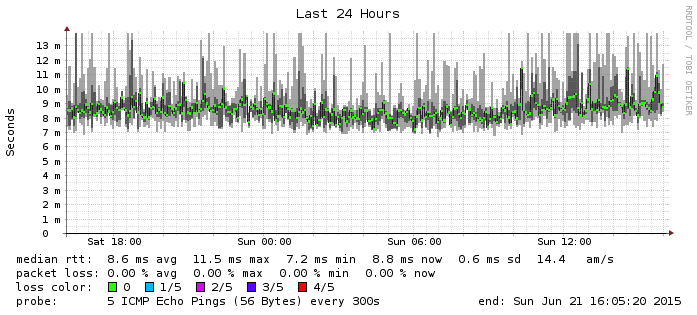 Last 24 Hours
RRDTOOL / TOBI OETIKER
Seconds
13 m
12 m
11 m
10 m
9 m
8 m
7 m
6 m
5 m
4 m
3 m
2 m
1 m
0
Sat 18:00 Sun 00:00 Sun 06:00 Sun 12:00
median rtt: 8.6 ms avg 11.5 ms max 7.2 ms min 8.8 ms now 0.6 ms sd 14.4 am/s
packet loss: 0.00 % avg 0.00 % max 0.00 % min 0.00 % now
loss color: 0 1/5 2/5 3/5 4/5
probe: 5 ICMP Echo Pings (56 Bytes) every 300s end: Sun Jun 21 16:05:20 2015